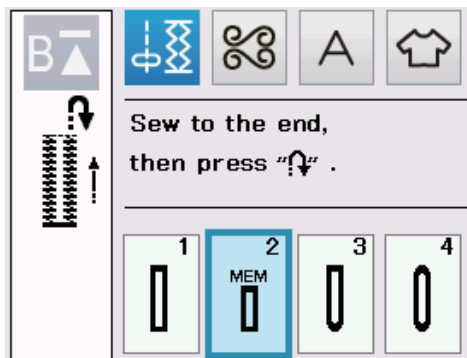 B
A
Sew to the end,
then press "↷" .
1
2
3
4
MEM